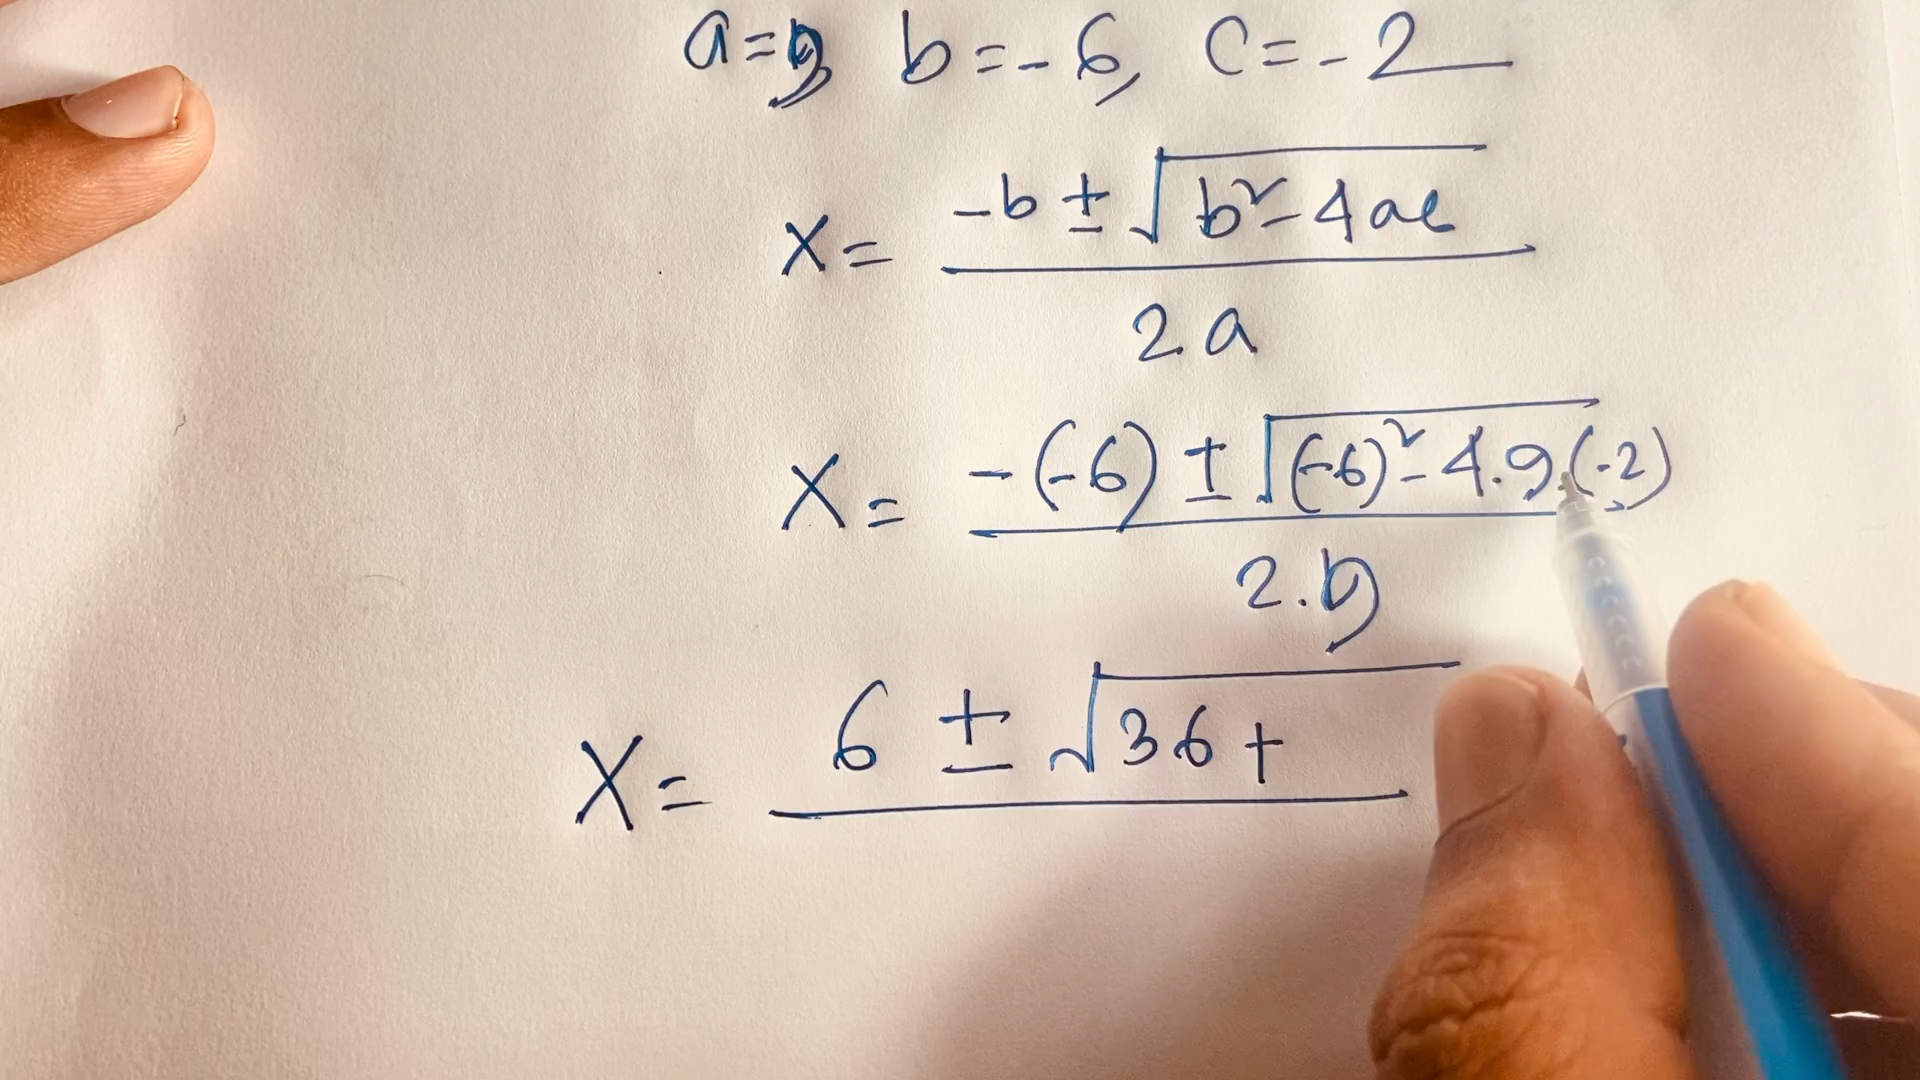 a=9, b=-6, c=-2
x= -b ± √b²-4ac / 2a
x= -(-6) ± √(-6)²-4.9.(-2) / 2.9
x= 6 ± √36+